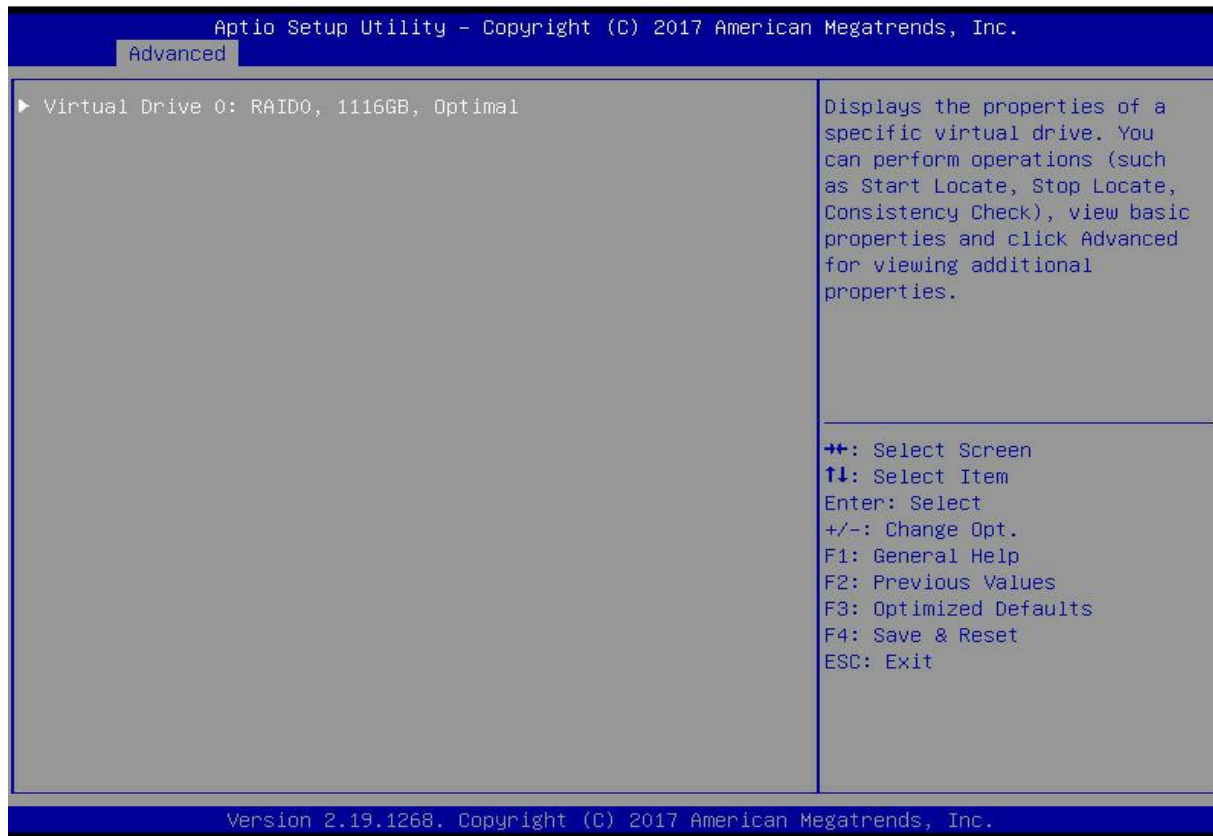 Aptio Setup Utility – Copyright (C) 2017 American Megatrends, Inc.
Advanced
▶ Virtual Drive 0: RAID0, 1116GB, Optimal
Displays the properties of a
specific virtual drive. You
can perform operations (such
as Start Locate, Stop Locate,
Consistency Check), view basic
properties and click Advanced
for viewing additional
properties.
→←: Select Screen
↑↓: Select Item
Enter: Select
+/-: Change Opt.
F1: General Help
F2: Previous Values
F3: Optimized Defaults
F4: Save & Reset
ESC: Exit
Version 2.19.1268. Copyright (C) 2017 American Megatrends, Inc.